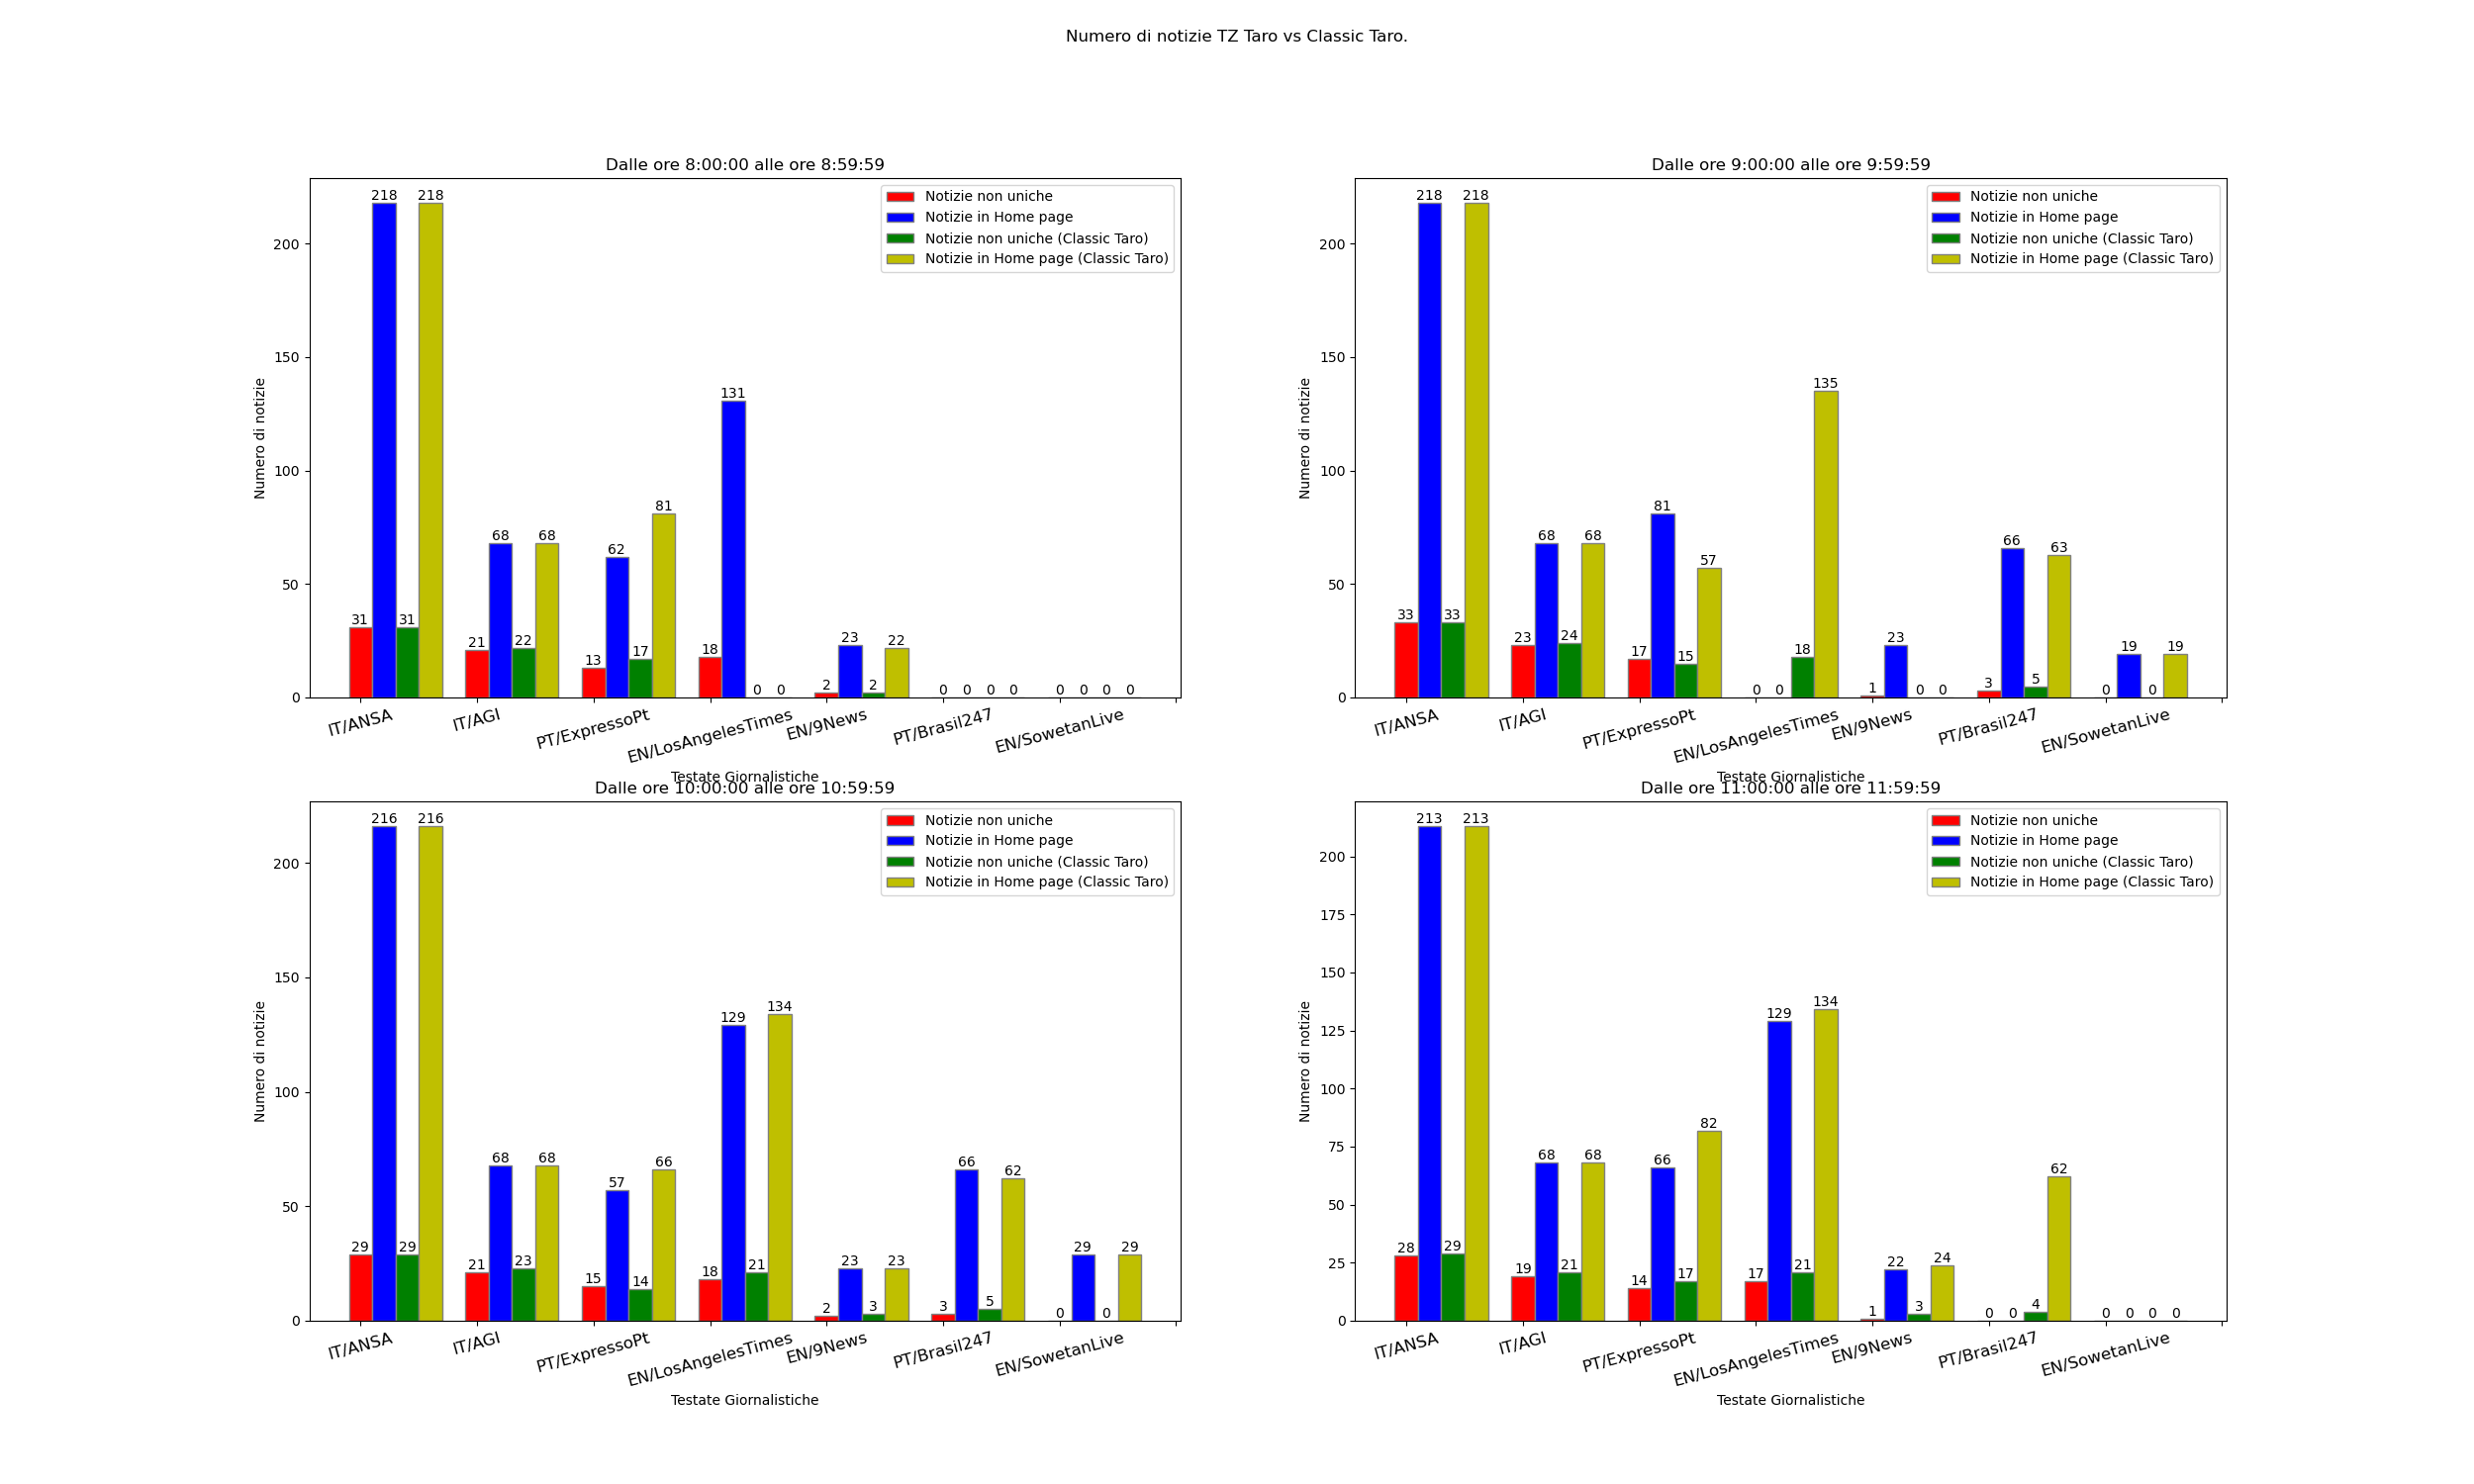 Numero di notizie TZ Taro vs Classic Taro.
Dalle ore 8:00:00 alle ore 8:59:59
Notizie non uniche
Notizie in Home page
Notizie non uniche (Classic Taro)
Notizie in Home page (Classic Taro)
Numero di notizie
200
150
100
50
0
31 218 31 218
21 68 22 68
13 62 17 81
18 131 0 0
2 23 2 22
0 0 0 0
0 0 0 0
IT/ANSA
IT/AGI
PT/ExpressoPt
EN/LosAngelesTimes
EN/9News
PT/Brasil247
EN/SowetanLive
Testate Giornalistiche
Dalle ore 9:00:00 alle ore 9:59:59
Notizie non uniche
Notizie in Home page
Notizie non uniche (Classic Taro)
Notizie in Home page (Classic Taro)
Numero di notizie
200
150
100
50
0
33 218 33 218
23 68 24 68
17 81 15 57
0 0 18 135
1 23 0 0
3 66 5 63
0 19 0 19
IT/ANSA
IT/AGI
PT/ExpressoPt
EN/LosAngelesTimes
EN/9News
PT/Brasil247
EN/SowetanLive
Testate Giornalistiche
Dalle ore 10:00:00 alle ore 10:59:59
Notizie non uniche
Notizie in Home page
Notizie non uniche (Classic Taro)
Notizie in Home page (Classic Taro)
Numero di notizie
200
150
100
50
0
29 216 29 216
21 68 23 68
15 57 14 66
18 129 21 134
2 23 3 23
3 66 5 62
0 29 0 29
IT/ANSA
IT/AGI
PT/ExpressoPt
EN/LosAngelesTimes
EN/9News
PT/Brasil247
EN/SowetanLive
Testate Giornalistiche
Dalle ore 11:00:00 alle ore 11:59:59
Notizie non uniche
Notizie in Home page
Notizie non uniche (Classic Taro)
Notizie in Home page (Classic Taro)
Numero di notizie
200
175
150
125
100
75
50
25
0
28 213 29 213
19 68 21 68
14 66 17 82
17 129 21 134
1 22 3 24
0 0 4 62
0 0 0 0
IT/ANSA
IT/AGI
PT/ExpressoPt
EN/LosAngelesTimes
EN/9News
PT/Brasil247
EN/SowetanLive
Testate Giornalistiche